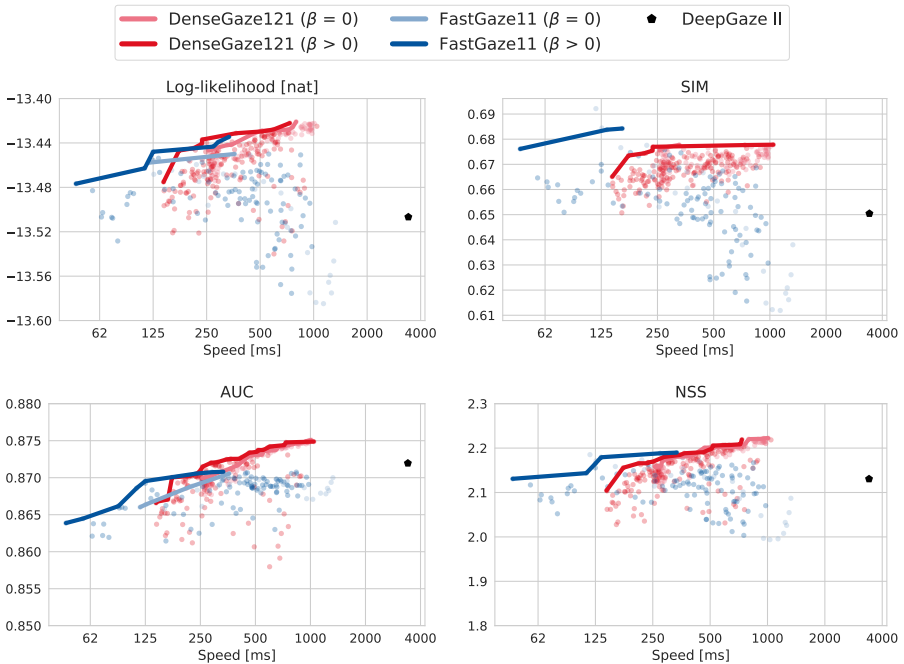 DenseGaze121 (β = 0) FastGaze11 (β = 0) DeepGaze II
DenseGaze121 (β > 0) FastGaze11 (β > 0)
Log-likelihood [nat]
−13.40
−13.44
−13.48
−13.52
−13.56
−13.60
62 125 250 500 1000 2000 4000
Speed [ms]
SIM
0.69
0.68
0.67
0.66
0.65
0.64
0.63
0.62
0.61
62 125 250 500 1000 2000 4000
Speed [ms]
AUC
0.880
0.875
0.870
0.865
0.860
0.855
0.850
62 125 250 500 1000 2000 4000
Speed [ms]
NSS
2.3
2.2
2.1
2.0
1.9
1.8
62 125 250 500 1000 2000 4000
Speed [ms]